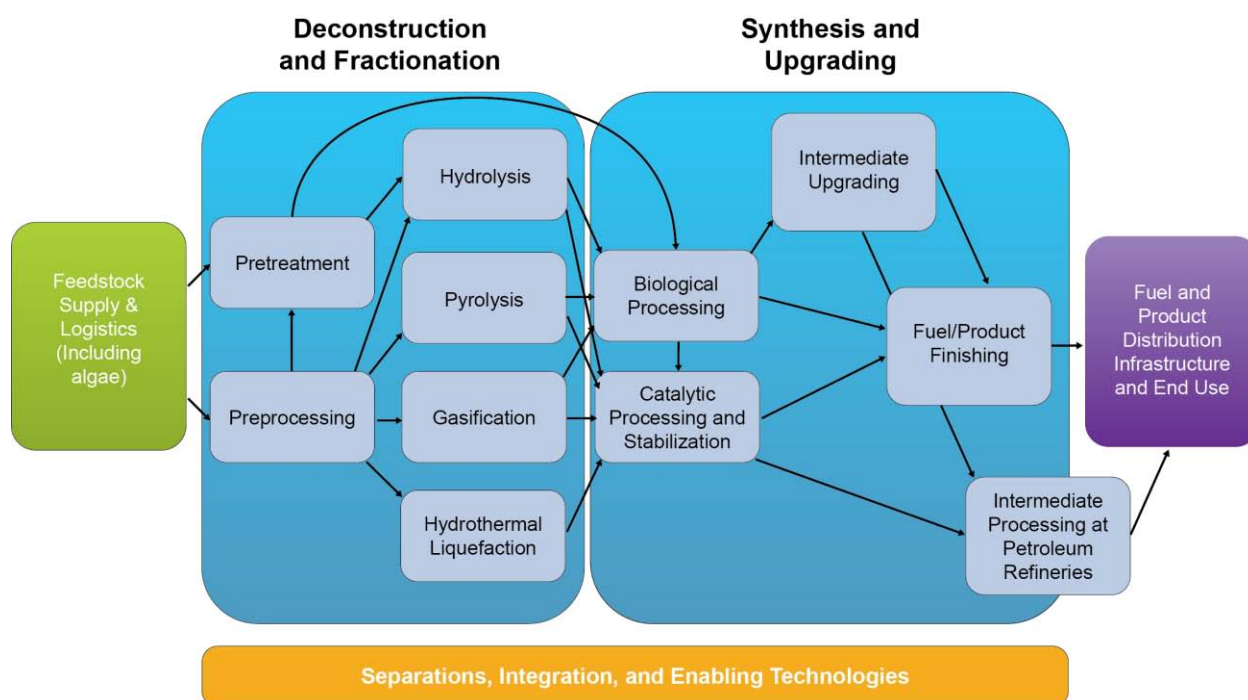 Deconstruction
and Fractionation
Synthesis and
Upgrading
Feedstock
Supply &
Logistics
(Including
algae)
Pretreatment
Preprocessing
Hydrolysis
Pyrolysis
Gasification
Hydrothermal
Liquefaction
Biological
Processing
Catalytic
Processing and
Stabilization
Intermediate
Upgrading
Fuel/Product
Finishing
Intermediate
Processing at
Petroleum
Refineries
Fuel and
Product
Distribution
Infrastructure
and End Use
Separations, Integration, and Enabling Technologies